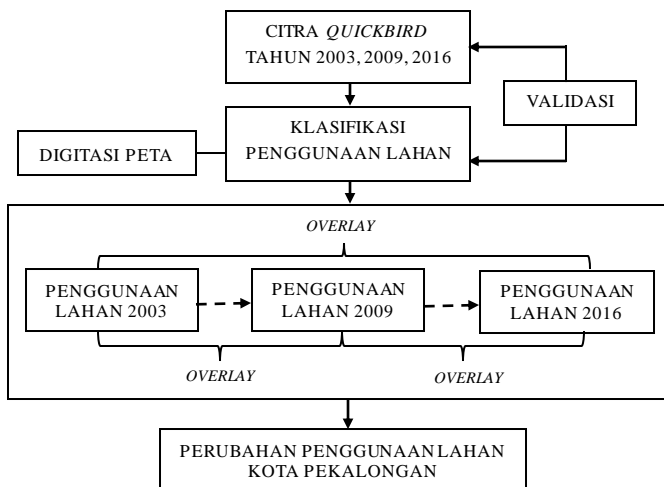 CITRA QUICKBIRD
TAHUN 2003, 2009, 2016
VALIDASI
KLASIFIKASI
PENGGUNAAN LAHAN
DIGITASI PETA
OVERLAY
PENGGUNAAN
LAHAN 2003
PENGGUNAAN
LAHAN 2009
PENGGUNAAN
LAHAN 2016
OVERLAY
OVERLAY
PERUBAHAN PENGGUNAAN LAHAN
KOTA PEKALONGAN